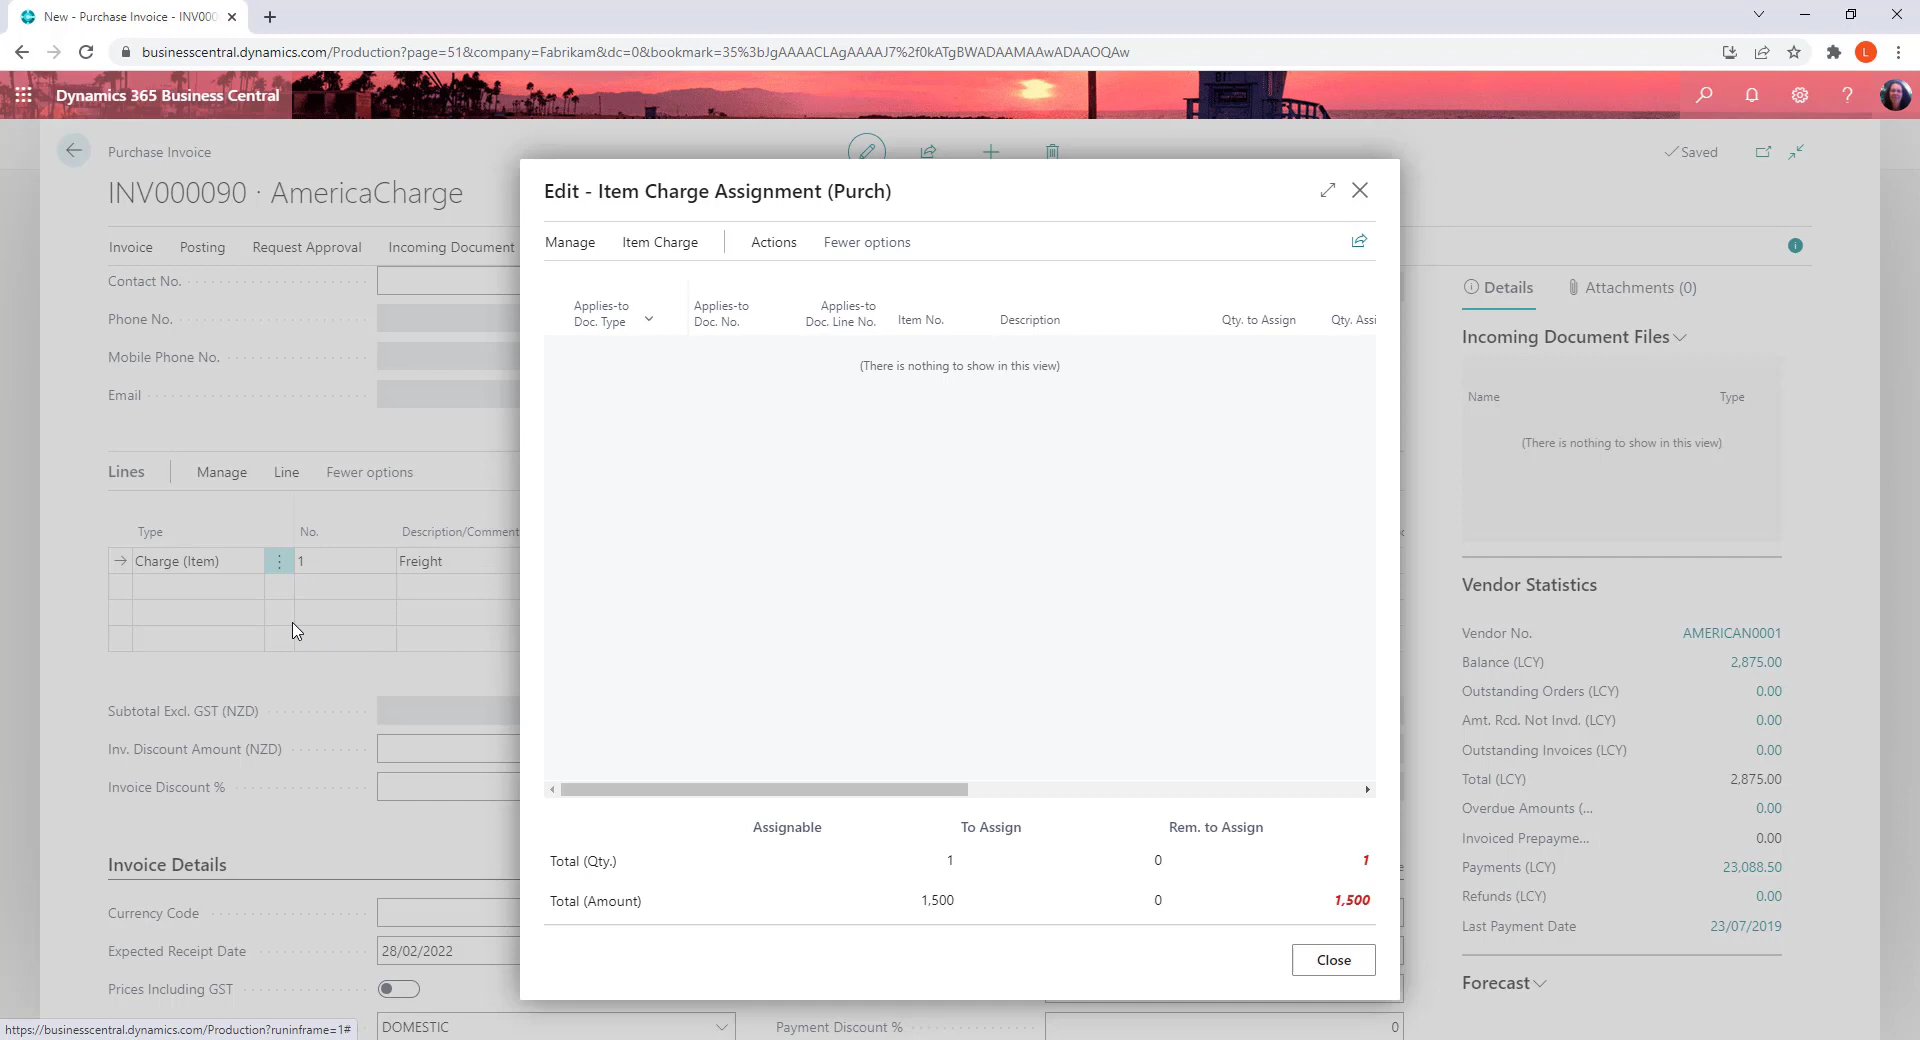 New - Purchase Invoice - INV000
businesscentral.dynamics.com/Production?page=51&company=Fabrikam&dc=0&bookmark=35%3bJgAAAACLAgAAAAJ7%2f0kATgBWADAAMAAwADAAOQAw
L
Dynamics 365 Business Central
Purchase Invoice
Saved
INV000090 · AmericaCharge
Invoice Posting Request Approval Incoming Document
Contact No.
Phone No.
Mobile Phone No.
Email
Lines Manage Line Fewer options
Type No. Description/Comment
Charge (Item) 1 Freight
Subtotal Excl. GST (NZD)
Inv. Discount Amount (NZD)
Invoice Discount %
Invoice Details
Currency Code
Expected Receipt Date 28/02/2022
Prices Including GST
DOMESTIC
Payment Discount % 0
https://businesscentral.dynamics.com/Production?runinframe=1#
Edit - Item Charge Assignment (Purch)
Manage Item Charge Actions Fewer options
Applies-to Doc. Type Applies-to Doc. No. Applies-to Doc. Line No. Item No. Description Qty. to Assign Qty. Assi
(There is nothing to show in this view)
Assignable To Assign Rem. to Assign
Total (Qty.) 1 0 1
Total (Amount) 1,500 0 1,500
Close
Details Attachments (0)
Incoming Document Files
Name Type
(There is nothing to show in this view)
Vendor Statistics
Vendor No. AMERICAN0001
Balance (LCY) 2,875.00
Outstanding Orders (LCY) 0.00
Amt. Rcd. Not Invd. (LCY) 0.00
Outstanding Invoices (LCY) 0.00
Total (LCY) 2,875.00
Overdue Amounts (... 0.00
Invoiced Prepayme... 0.00
Payments (LCY) 23,088.50
Refunds (LCY) 0.00
Last Payment Date 23/07/2019
Forecast